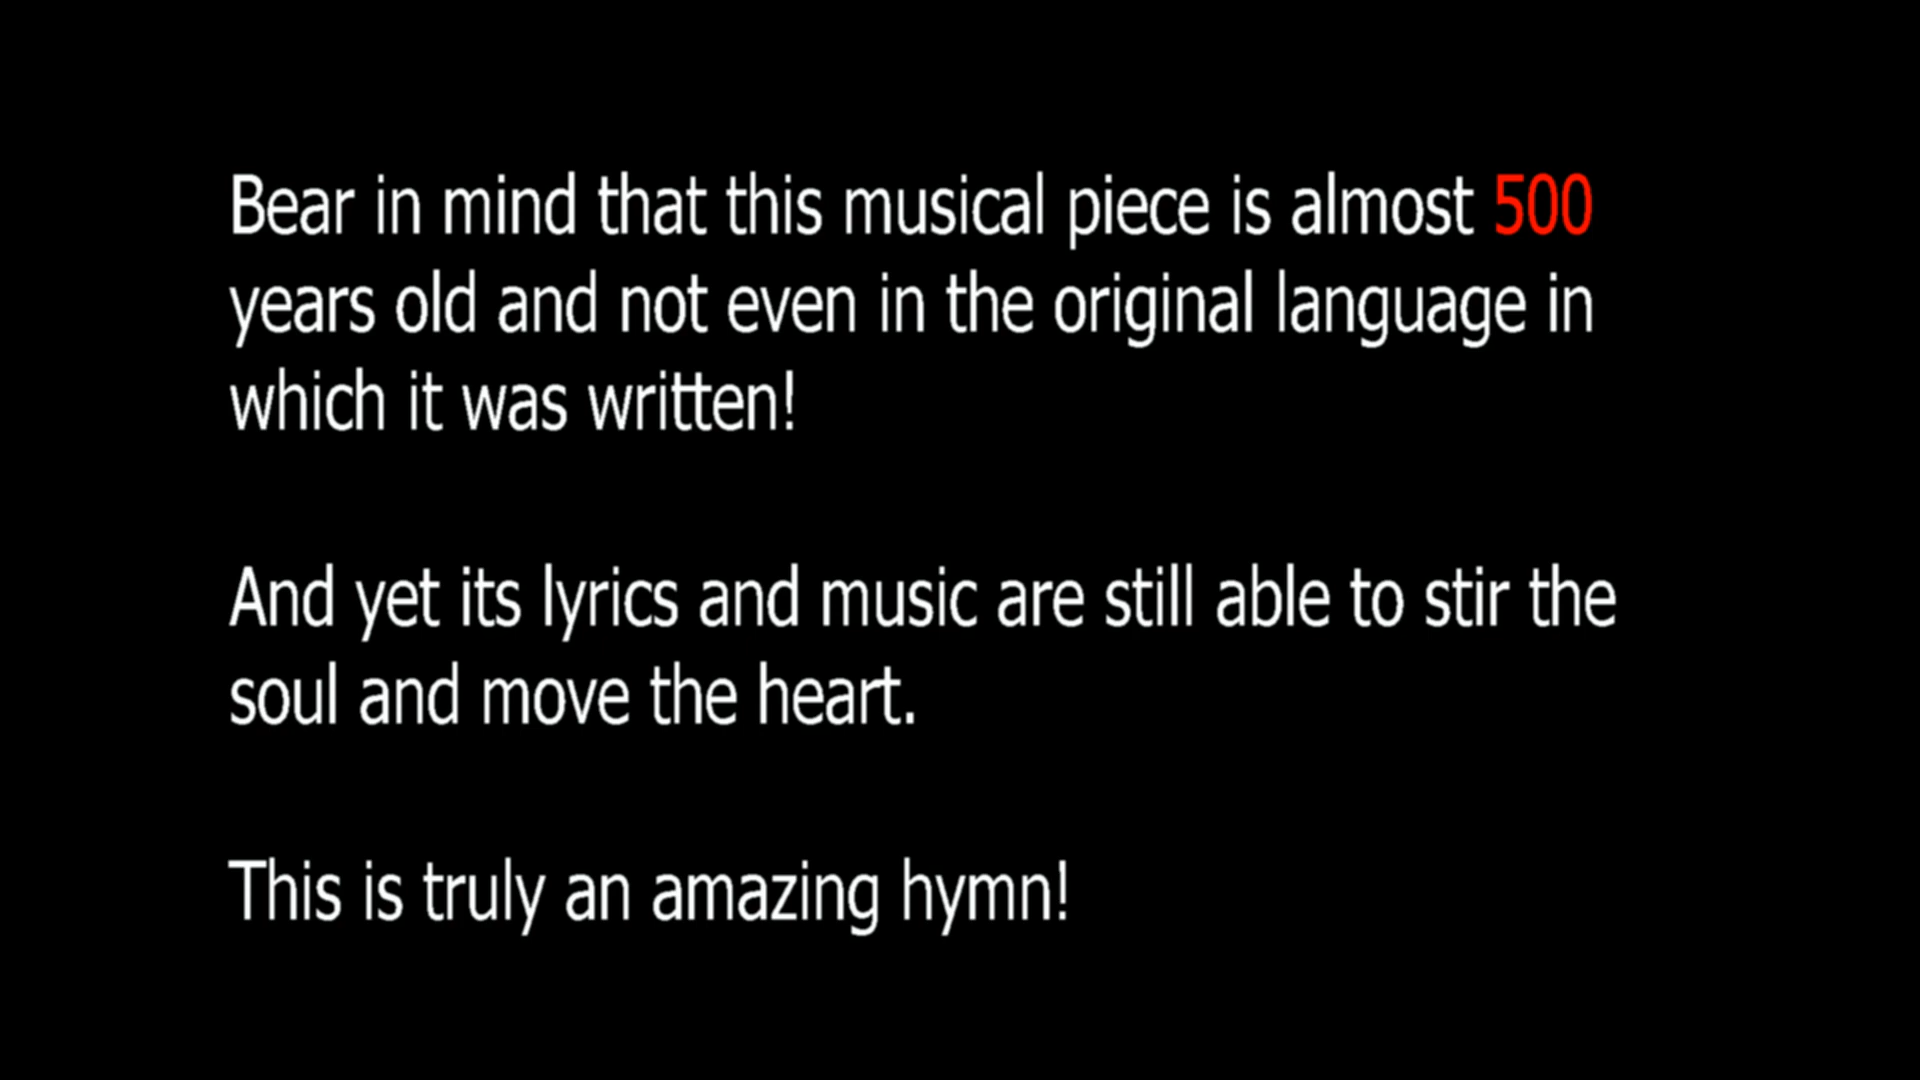 Bear in mind that this musical piece is almost 500
years old and not even in the original language in
which it was written!
And yet its lyrics and music are still able to stir the
soul and move the heart.
This is truly an amazing hymn!